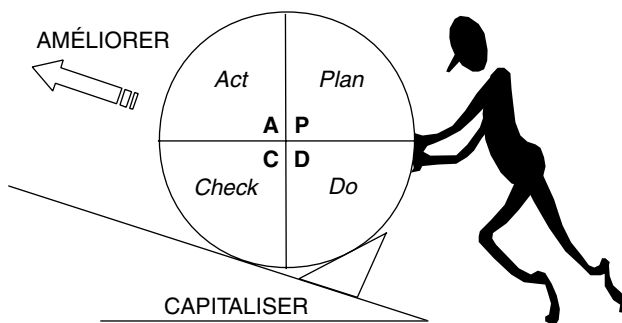 AMÉLIORER
Act Plan
A P
C D
Check Do
CAPITALISER